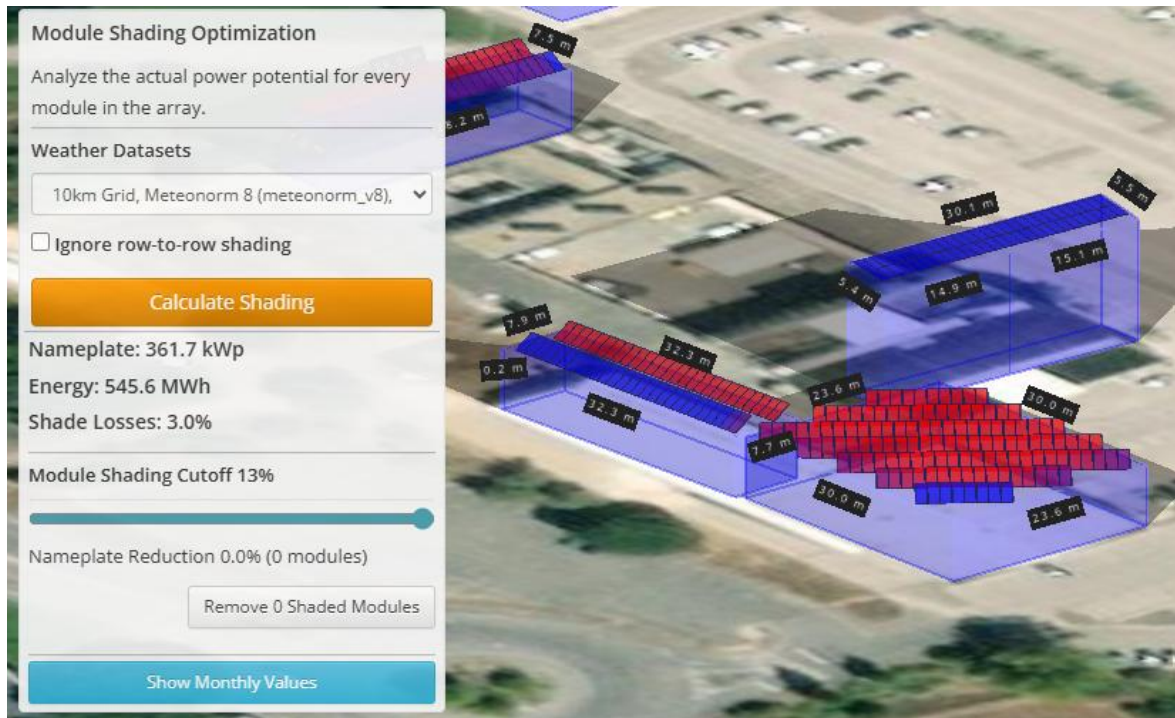 Module Shading Optimization
Analyze the actual power potential for every
module in the array.
Weather Datasets
10km Grid, Meteonorm 8 (meteonorm_v8),
Ignore row-to-row shading
Calculate Shading
Nameplate: 361.7 kWp
Energy: 545.6 MWh
Shade Losses: 3.0%
Module Shading Cutoff 13%
Nameplate Reduction 0.0% (0 modules)
Remove 0 Shaded Modules
Show Monthly Values
7.5 m
8.2 m
5.5 m
30.1 m
15.1 m
5.4 m
14.9 m
7.9 m
32.3 m
0.2 m
32.3 m
23.6 m
30.0 m
7.7 m
30.0 m
23.6 m